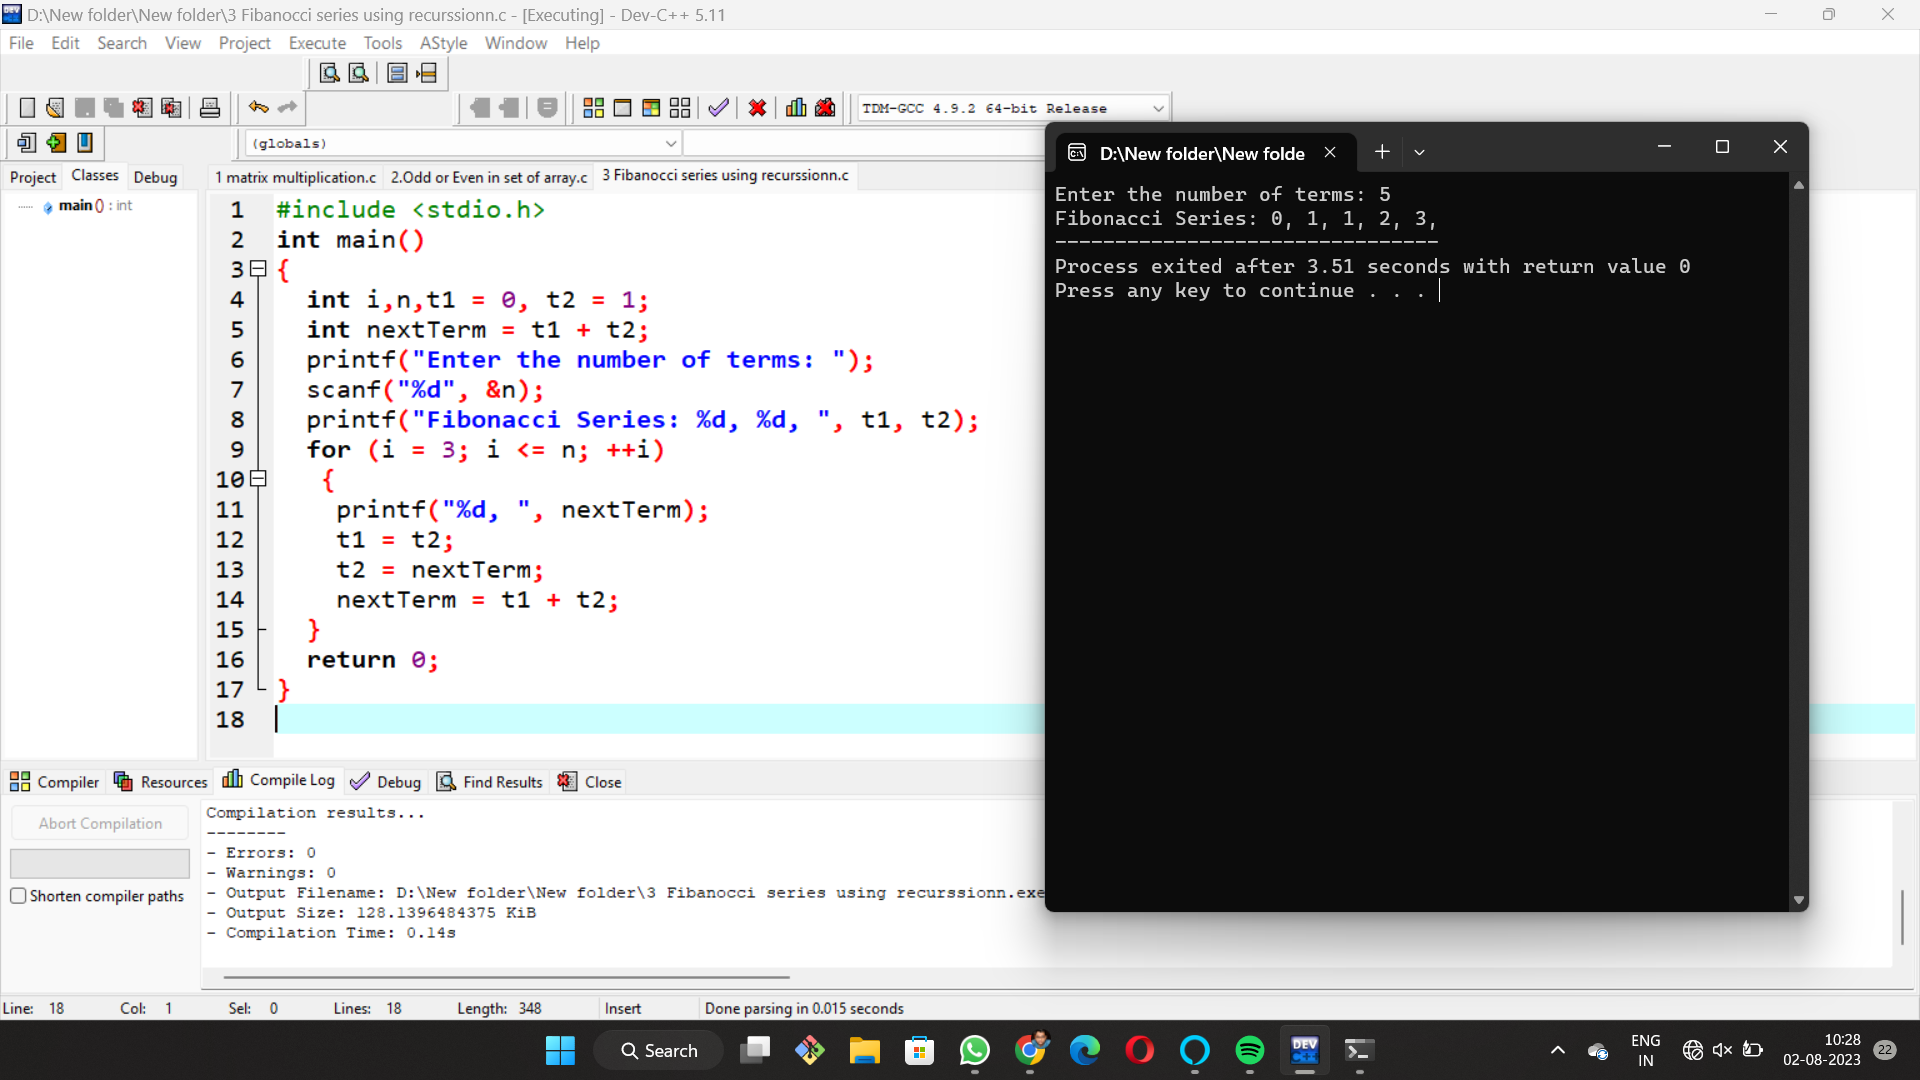 D:\New folder\New folder\3 Fibanocci series using recurssionn.c - [Executing] - Dev-C++ 5.11
File Edit Search View Project Execute Tools AStyle Window Help
TDM-GCC 4.9.2 64-bit Release
(globals)
Project Classes Debug
1 matrix multiplication.c 2.Odd or Even in set of array.c 3 Fibanocci series using recurssionn.c
main () : int
1 #include <stdio.h>
2 int main()
3 {
4 int i,n,t1 = 0, t2 = 1;
5 int nextTerm = t1 + t2;
6 printf("Enter the number of terms: ");
7 scanf("%d", &n);
8 printf("Fibonacci Series: %d, %d, ", t1, t2);
9 for (i = 3; i <= n; ++i)
10 {
11 printf("%d, ", nextTerm);
12 t1 = t2;
13 t2 = nextTerm;
14 nextTerm = t1 + t2;
15 }
16 return 0;
17 }
18
D:\New folder\New folde
Enter the number of terms: 5
Fibonacci Series: 0, 1, 1, 2, 3,
--------------------------------
Process exited after 3.51 seconds with return value 0
Press any key to continue . . .
Compiler Resources Compile Log Debug Find Results Close
Abort Compilation
Shorten compiler paths
Compilation results...
--------
- Errors: 0
- Warnings: 0
- Output Filename: D:\New folder\New folder\3 Fibanocci series using recurssionn.exe
- Output Size: 128.1396484375 KiB
- Compilation Time: 0.14s
Line: 18 Col: 1 Sel: 0 Lines: 18 Length: 348 Insert Done parsing in 0.015 seconds
Search
DEV
C++
ENG
IN
10:28
02-08-2023
22